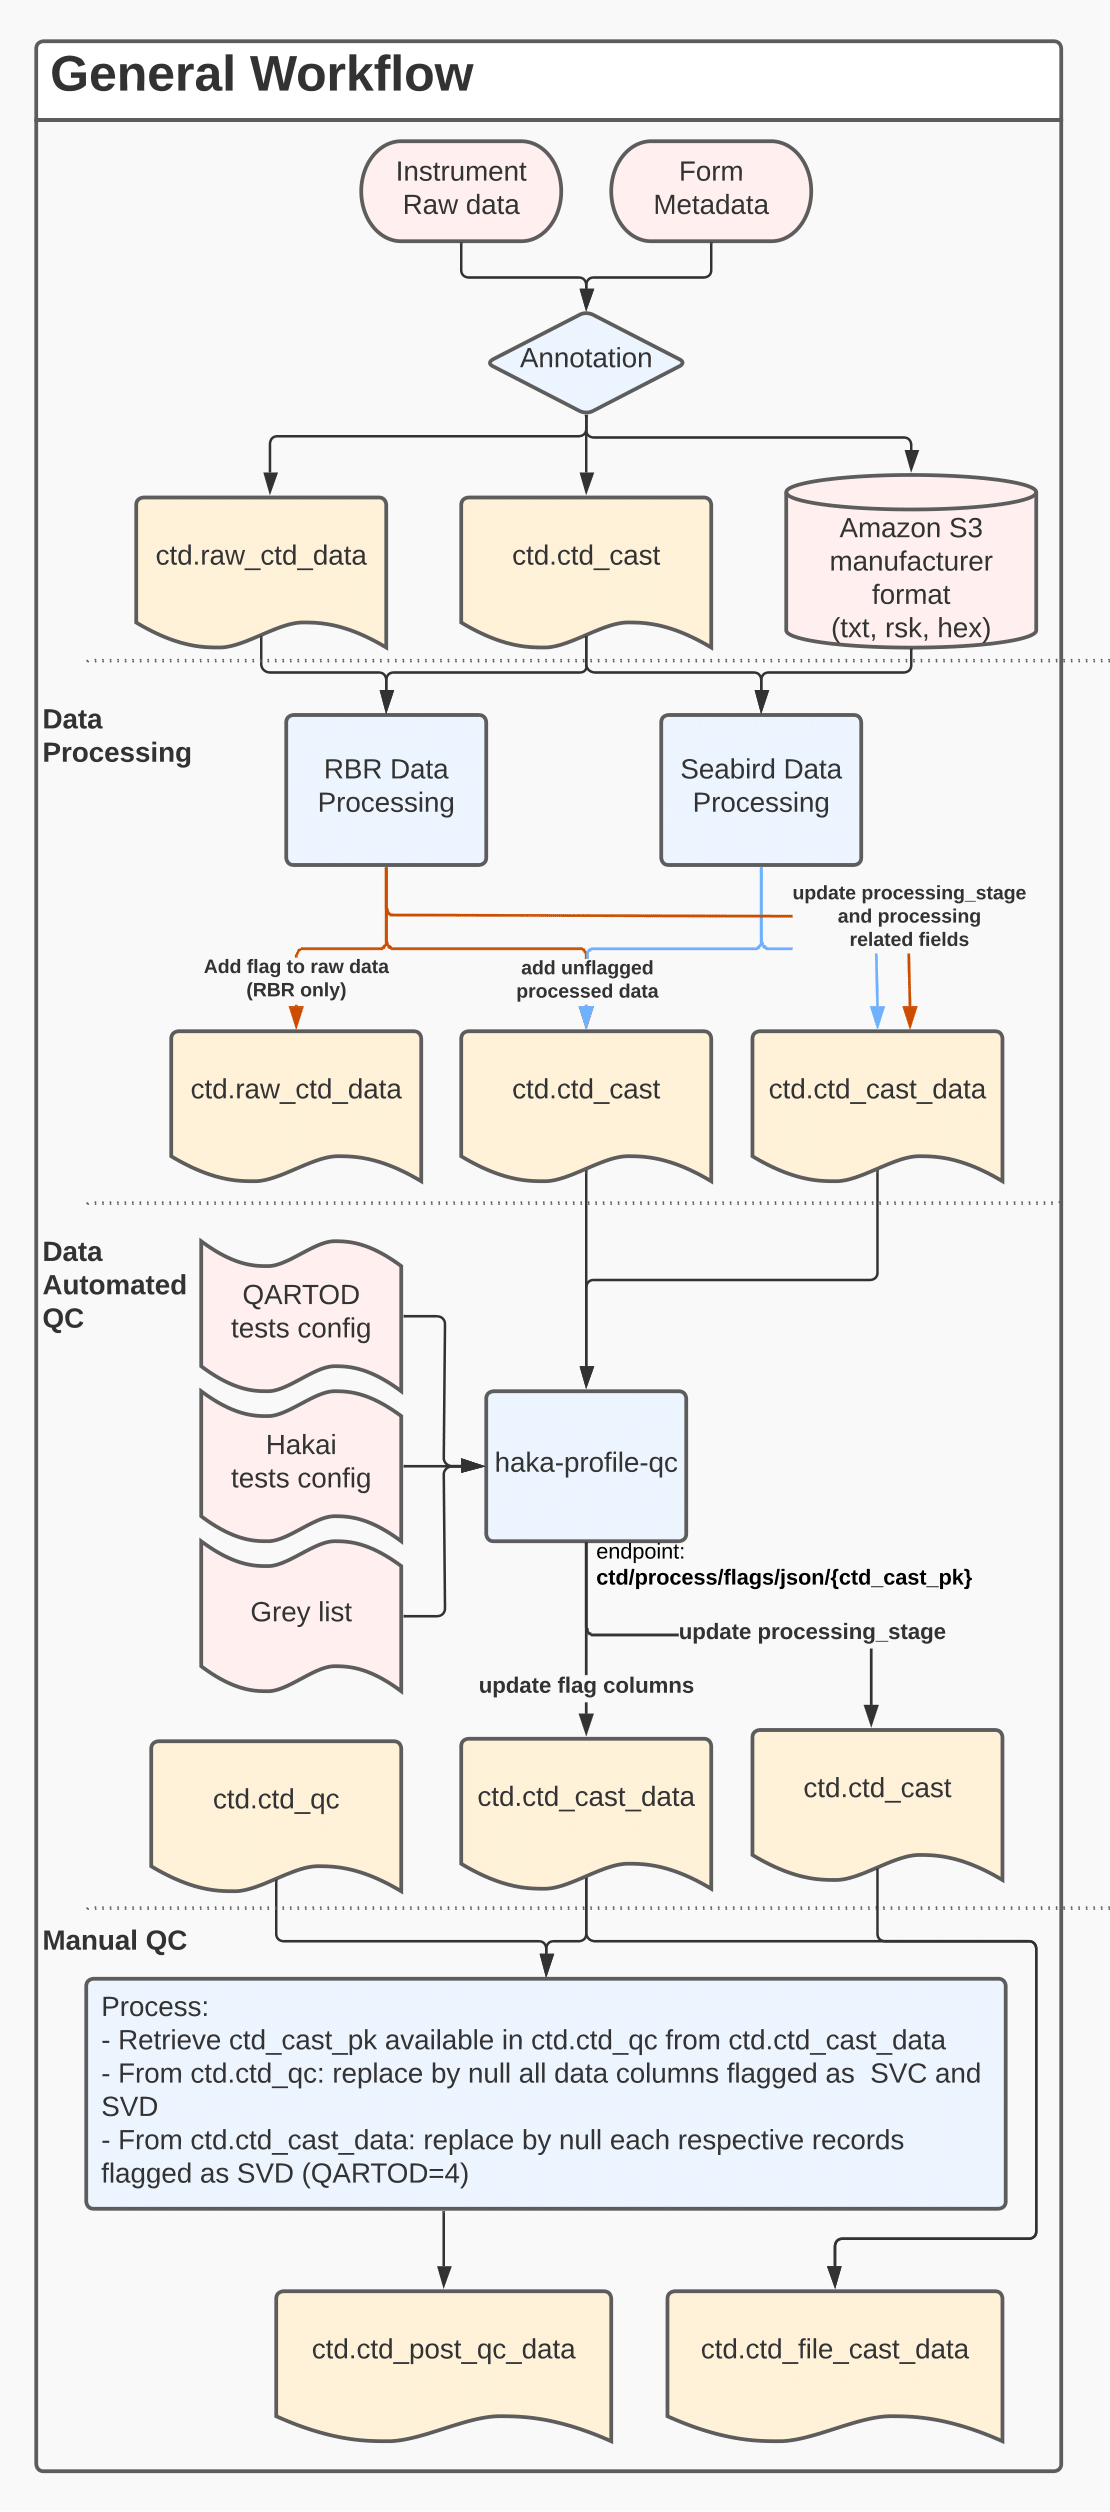 General Workflow
Instrument
Raw data
Form
Metadata
Annotation
ctd.raw_ctd_data
ctd.ctd_cast
Amazon S3
manufacturer
format
(txt, rsk, hex)
Data
Processing
RBR Data
Processing
Seabird Data
Processing
update processing_stage
and processing
related fields
Add flag to raw data
(RBR only)
add unflagged
processed data
ctd.raw_ctd_data
ctd.ctd_cast
ctd.ctd_cast_data
Data
Automated
QC
QARTOD
tests config
Hakai
tests config
Grey list
haka-profile-qc
endpoint:
ctd/process/flags/json/{ctd_cast_pk}
update processing_stage
update flag columns
ctd.ctd_qc
ctd.ctd_cast_data
ctd.ctd_cast
Manual QC
Process:
- Retrieve ctd_cast_pk available in ctd.ctd_qc from ctd.ctd_cast_data
- From ctd.ctd_qc: replace by null all data columns flagged as  SVC and
SVD
- From ctd.ctd_cast_data: replace by null each respective records
flagged as SVD (QARTOD=4)
ctd.ctd_post_qc_data
ctd.ctd_file_cast_data